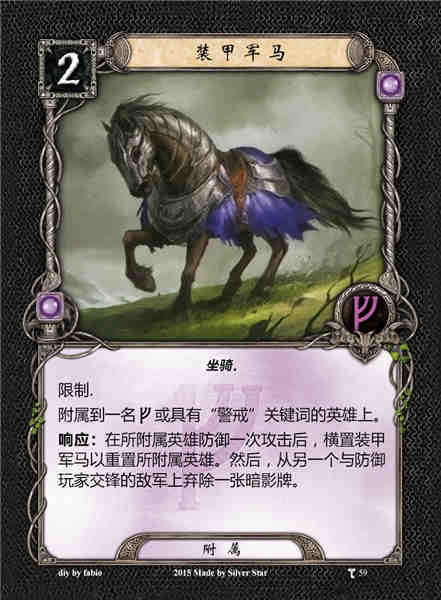 装甲军马
2
坐骑.
限制.
附属到一名ᚠ或具有“警戒”关键词的英雄上。
响应：在所附属英雄防御一次攻击后，横置装甲
军马以重置所附属英雄。然后，从另一个与防御
玩家交锋的敌军上弃除一张暗影牌。
附属
diy by fabio 2015 Made by Silver Star 59